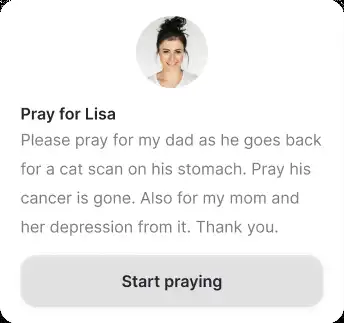 Pray for Lisa
Please pray for my dad as he goes back
for a cat scan on his stomach. Pray his
cancer is gone. Also for my mom and
her depression from it. Thank you.
Start praying